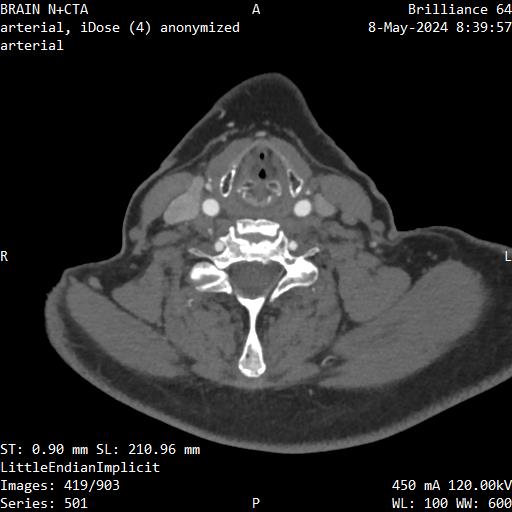 BRAIN N+CTA
A
Brilliance 64
arterial, iDose (4) anonymized
8-May-2024 8:39:57
arterial
R
L
ST: 0.90 mm SL: 210.96 mm
LittleEndianImplicit
Images: 419/903
450 mA 120.00kV
Series: 501
P
WL: 100 WW: 600